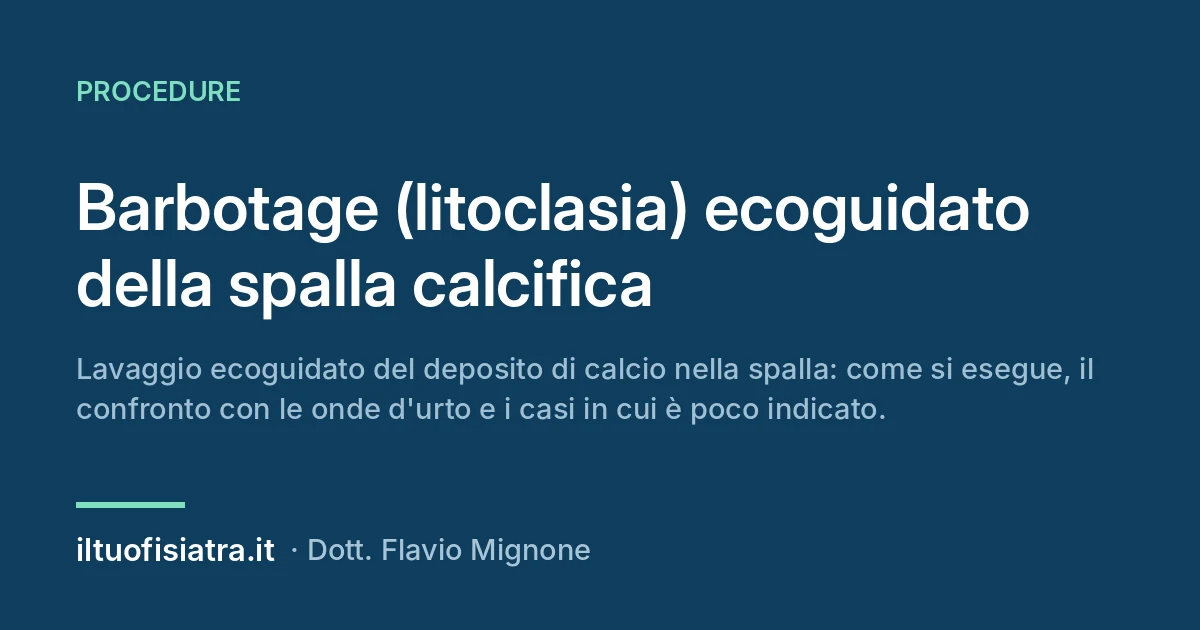 PROCEDURE
Barbotage (litoclasia) ecoguidato
della spalla calcifica
Lavaggio ecoguidato del deposito di calcio nella spalla: come si esegue, il
confronto con le onde d'urto e i casi in cui è poco indicato.
iltuofisiatra.it · Dott. Flavio Mignone